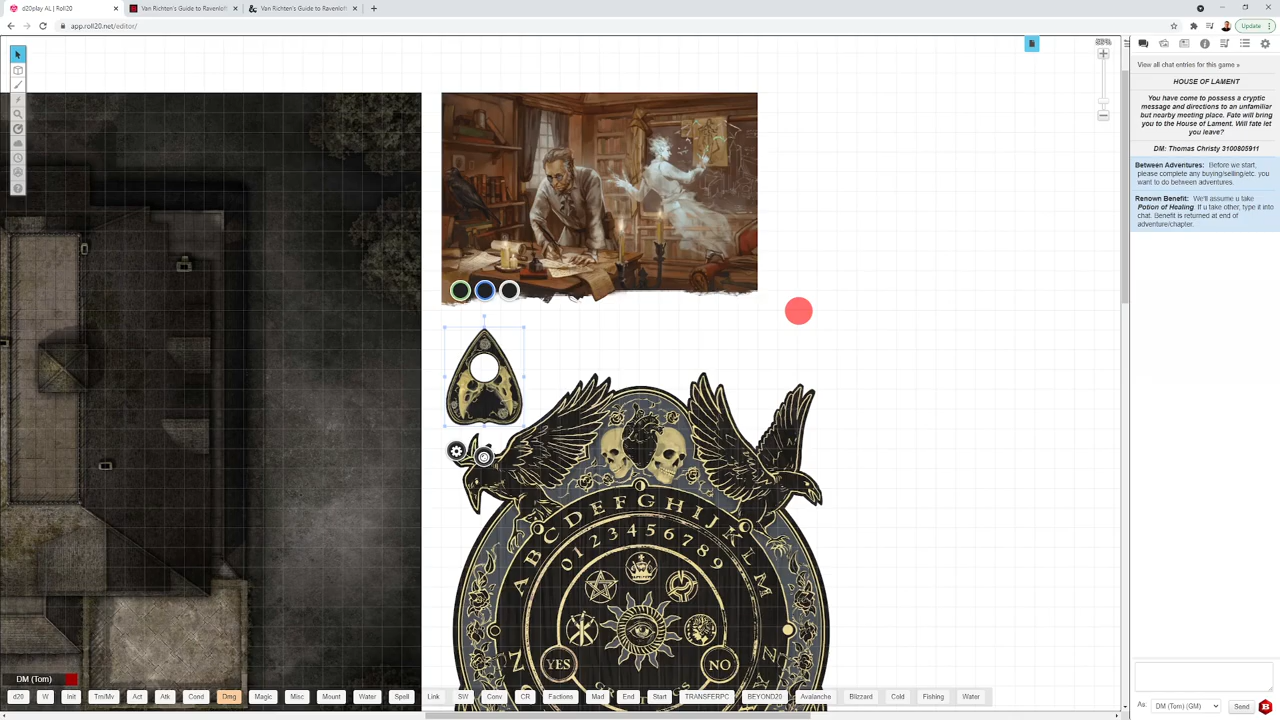 d20play AL | Roll20
Van Richten's Guide to Ravenlof
Van Richten's Guide to Ravenlof
app.roll20.net/editor/
Update
View all chat entries for this game »
HOUSE OF LAMENT
You have come to possess a cryptic
message and directions to an unfamiliar
but nearby meeting place. Fate will bring
you to the House of Lament. Will fate let
you leave?
DM: Thomas Christy 3100805911
Between Adventures: Before we start,
please complete any buying/selling/etc. you
want to do between adventures.
Renown Benefit: We'll assume u take
Potion of Healing. If u take other, type it into
chat. Benefit is returned at end of
adventure/chapter.
A B C D E F G H I J K L M
0 1 2 3 4 5 6 7 8 9
YES
NO
Z
DM (Tom)
d20 W Init Trn/Mv Act Atk Cond Dmg Magic Misc Mount Water Spell Link SW Conv CR Factions Mad End Start TRANSFERPC BEYOND20 Avalanche Blizzard Cold Fishing Water
As: DM (Tom) (GM) Send